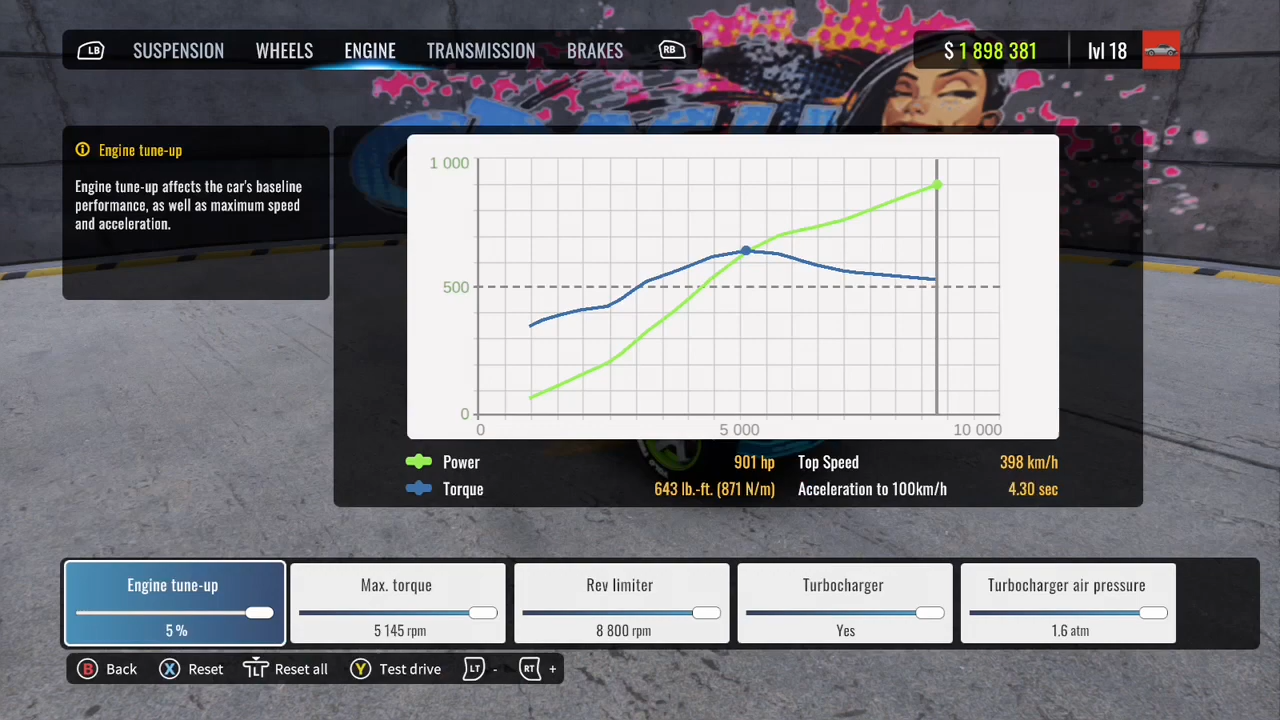 LB SUSPENSION WHEELS ENGINE TRANSMISSION BRAKES RB
$ 1 898 381 lvl 18
Engine tune-up
Engine tune-up affects the car's baseline
performance, as well as maximum speed
and acceleration.
1 000
500
0
0 5 000 10 000
Power 901 hp Top Speed 398 km/h
Torque 643 lb.-ft. (871 N/m) Acceleration to 100km/h 4.30 sec
Engine tune-up Max. torque Rev limiter Turbocharger Turbocharger air pressure
5 % 5 145 rpm 8 800 rpm Yes 1.6 atm
B Back X Reset L Reset all Y Test drive LT - RT +